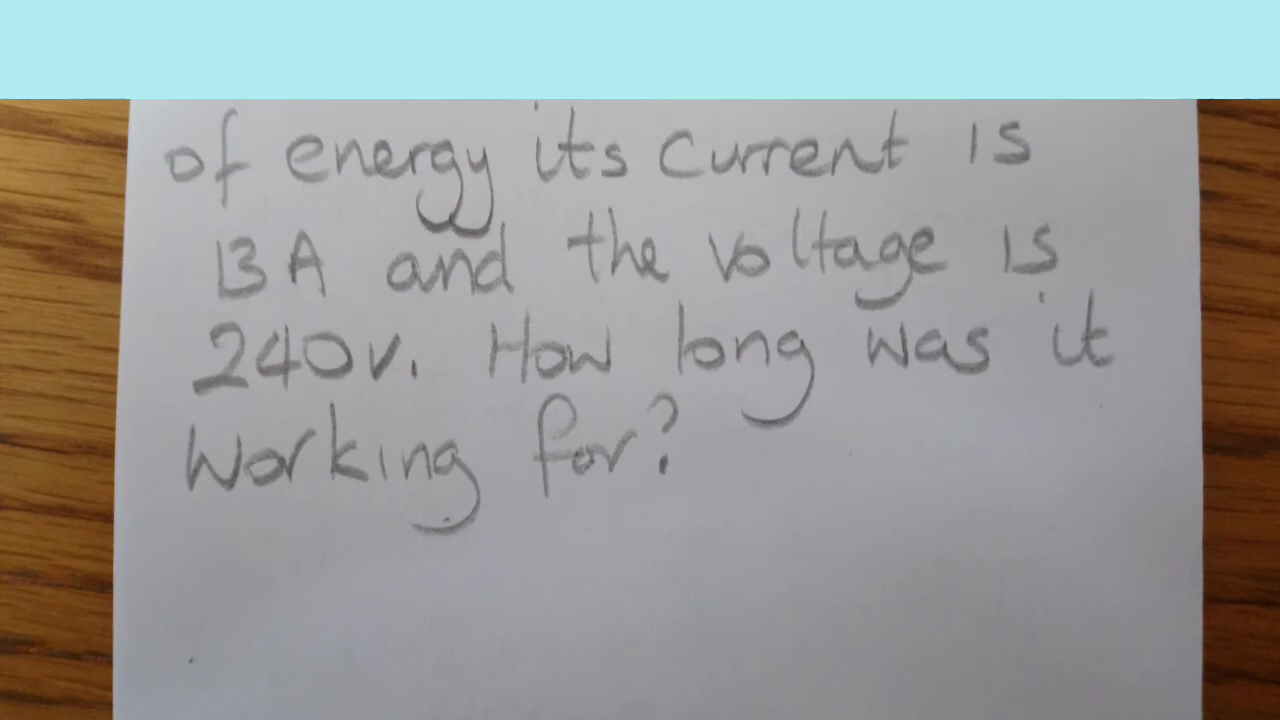 of energy its current is
13A and the voltage is
240v. How long was it
Working for?